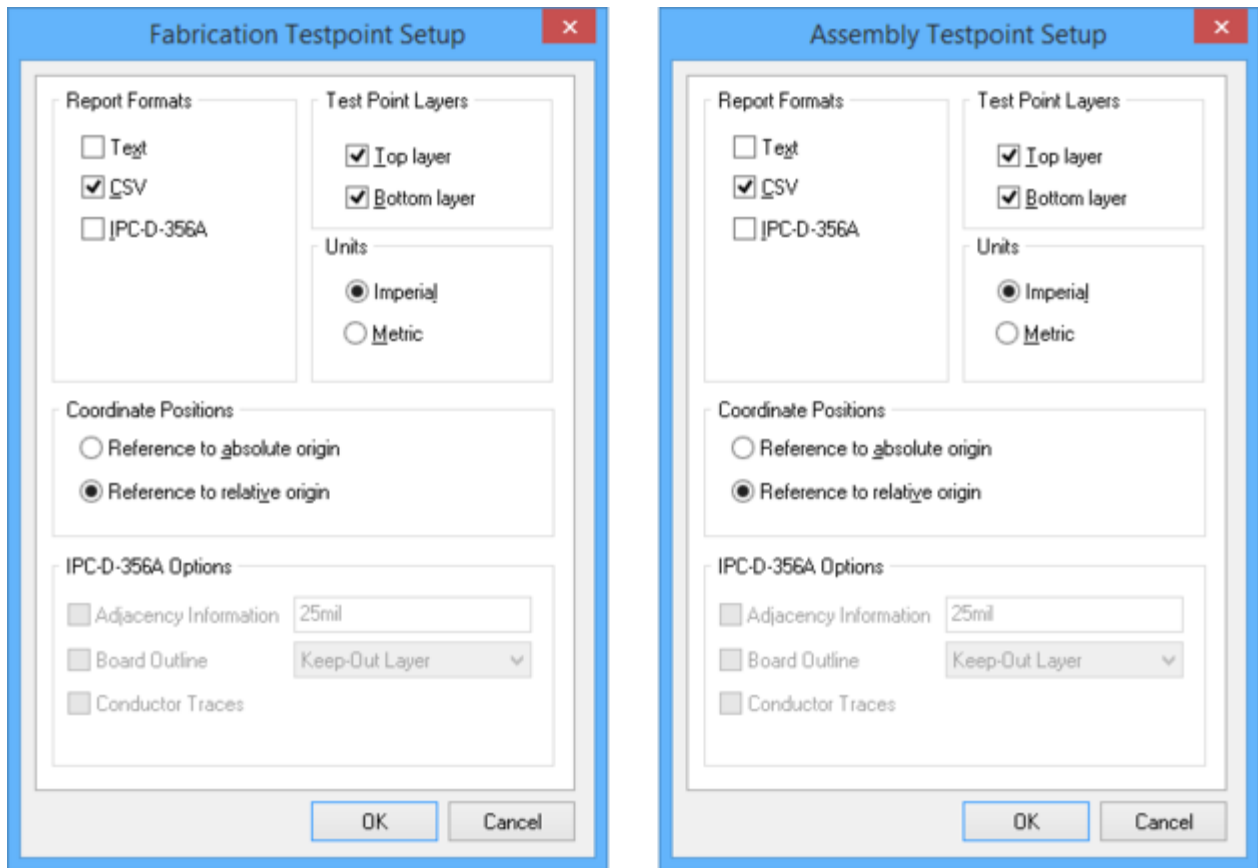 Fabrication Testpoint Setup
Report Formats
Text
CSV
IPC-D-356A
Test Point Layers
Top layer
Bottom layer
Units
Imperial
Metric
Coordinate Positions
Reference to absolute origin
Reference to relative origin
IPC-D-356A Options
Adjacency Information 25mil
Board Outline Keep-Out Layer
Conductor Traces
OK Cancel
Assembly Testpoint Setup
Report Formats
Text
CSV
IPC-D-356A
Test Point Layers
Top layer
Bottom layer
Units
Imperial
Metric
Coordinate Positions
Reference to absolute origin
Reference to relative origin
IPC-D-356A Options
Adjacency Information 25mil
Board Outline Keep-Out Layer
Conductor Traces
OK Cancel